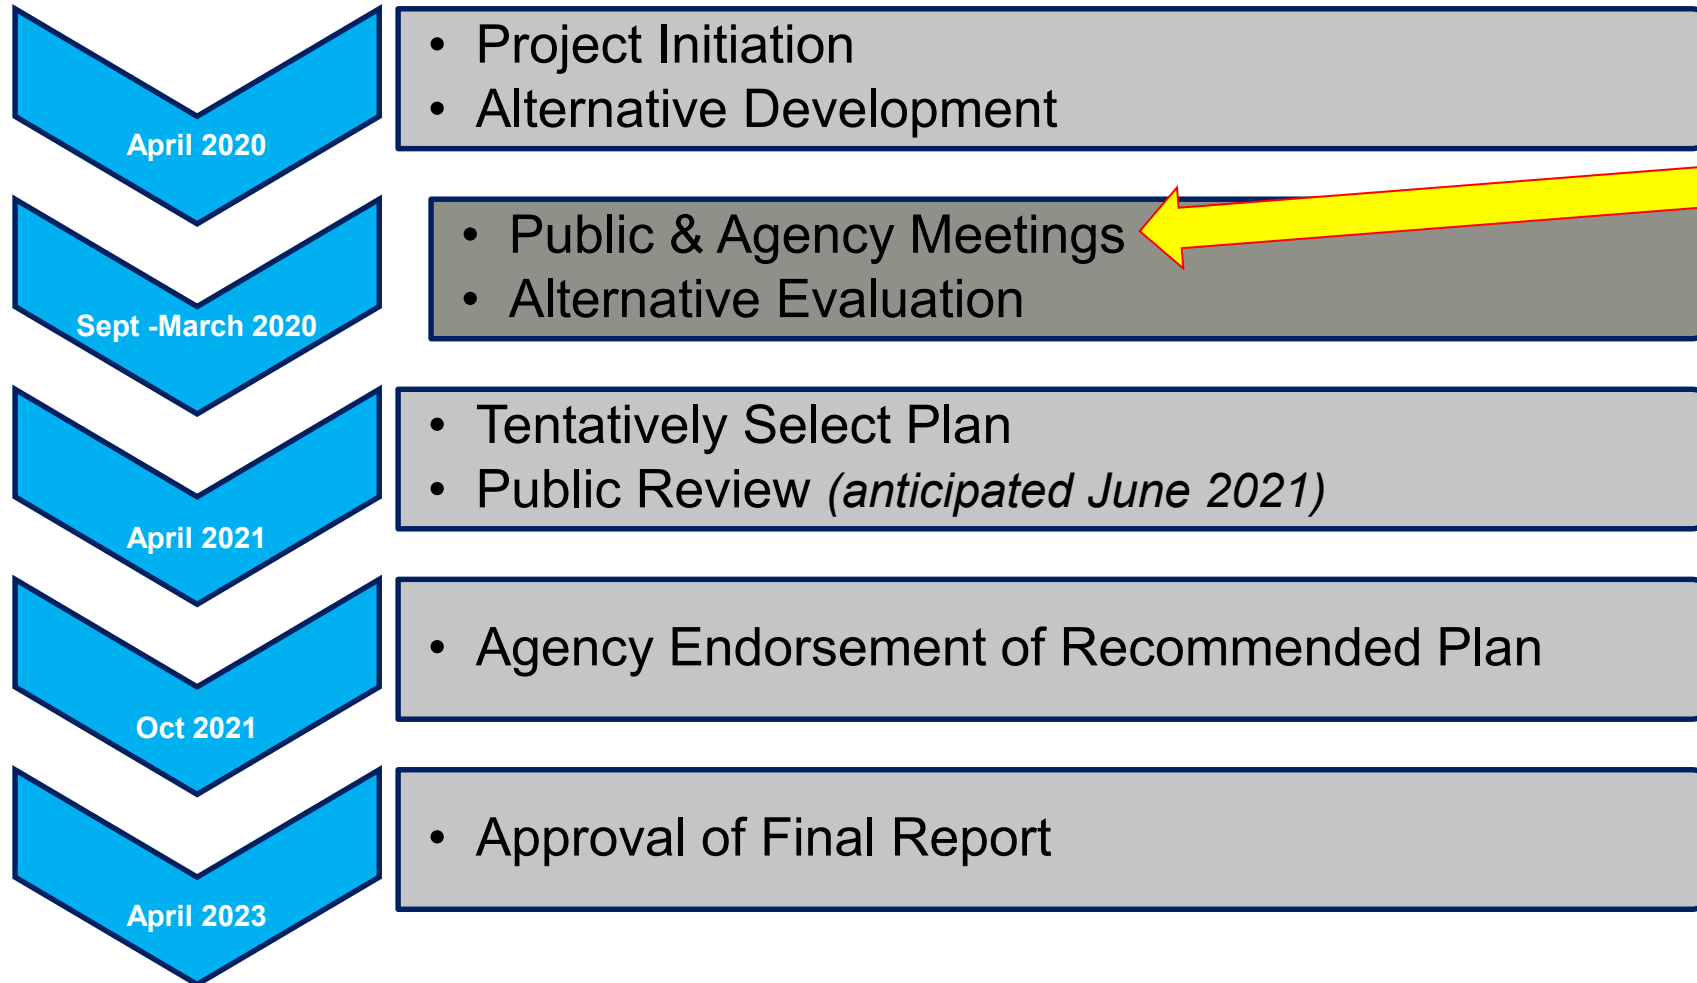 • Project Initiation
• Alternative Development
April 2020
• Public & Agency Meetings
• Alternative Evaluation
Sept -March 2020
• Tentatively Select Plan
• Public Review (anticipated June 2021)
April 2021
• Agency Endorsement of Recommended Plan
Oct 2021
• Approval of Final Report
April 2023